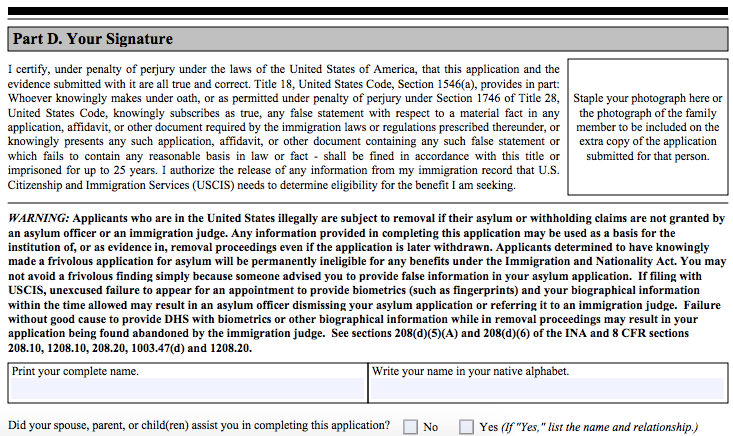 Part D. Your Signature
I certify, under penalty of perjury under the laws of the United States of America, that this application and the
evidence submitted with it are all true and correct. Title 18, United States Code, Section 1546(a), provides in part:
Whoever knowingly makes under oath, or as permitted under penalty of perjury under Section 1746 of Title 28,
United States Code, knowingly subscribes as true, any false statement with respect to a material fact in any
application, affidavit, or other document required by the immigration laws or regulations prescribed thereunder, or
knowingly presents any such application, affidavit, or other document containing any such false statement or
which fails to contain any reasonable basis in law or fact - shall be fined in accordance with this title or
imprisoned for up to 25 years. I authorize the release of any information from my immigration record that U.S.
Citizenship and Immigration Services (USCIS) needs to determine eligibility for the benefit I am seeking.
Staple your photograph here or
the photograph of the family
member to be included on the
extra copy of the application
submitted for that person.
WARNING: Applicants who are in the United States illegally are subject to removal if their asylum or withholding claims are not granted by
an asylum officer or an immigration judge. Any information provided in completing this application may be used as a basis for the
institution of, or as evidence in, removal proceedings even if the application is later withdrawn. Applicants determined to have knowingly
made a frivolous application for asylum will be permanently ineligible for any benefits under the Immigration and Nationality Act. You may
not avoid a frivolous finding simply because someone advised you to provide false information in your asylum application. If filing with
USCIS, unexcused failure to appear for an appointment to provide biometrics (such as fingerprints) and your biographical information
within the time allowed may result in an asylum officer dismissing your asylum application or referring it to an immigration judge. Failure
without good cause to provide DHS with biometrics or other biographical information while in removal proceedings may result in your
application being found abandoned by the immigration judge. See sections 208(d)(5)(A) and 208(d)(6) of the INA and 8 CFR sections
208.10, 1208.10, 208.20, 1003.47(d) and 1208.20.
Print your complete name.
Write your name in your native alphabet.
Did your spouse, parent, or child(ren) assist you in completing this application? No Yes (If "Yes," list the name and relationship.)